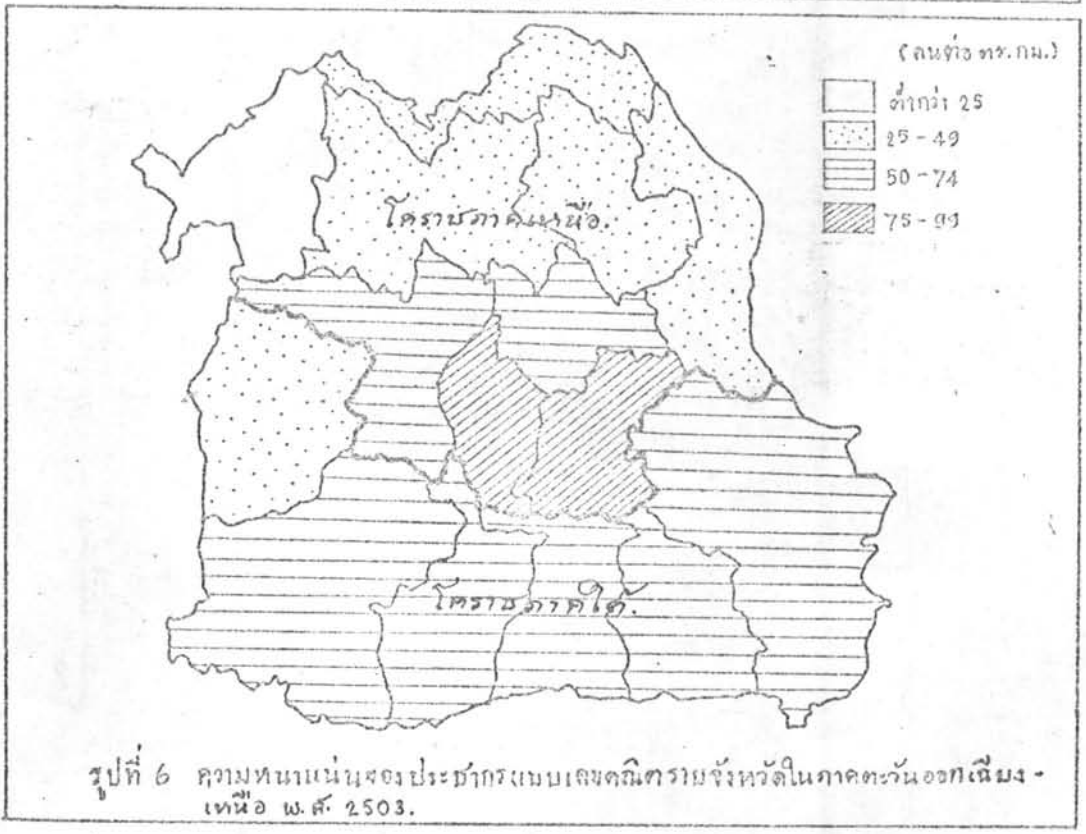 (คนต่อ ตร.กม.)
ต่ำกว่า 25
25-49
50-74
75-99
โคราชภาคเหนือ.
โคราชภาคใต้.
รูปที่ 6 ความหนาแน่นของประชากรแบบเลขคณิตรายจังหวัดในภาคตะวันออกเฉียง-
เหนือ พ.ศ. 2503.